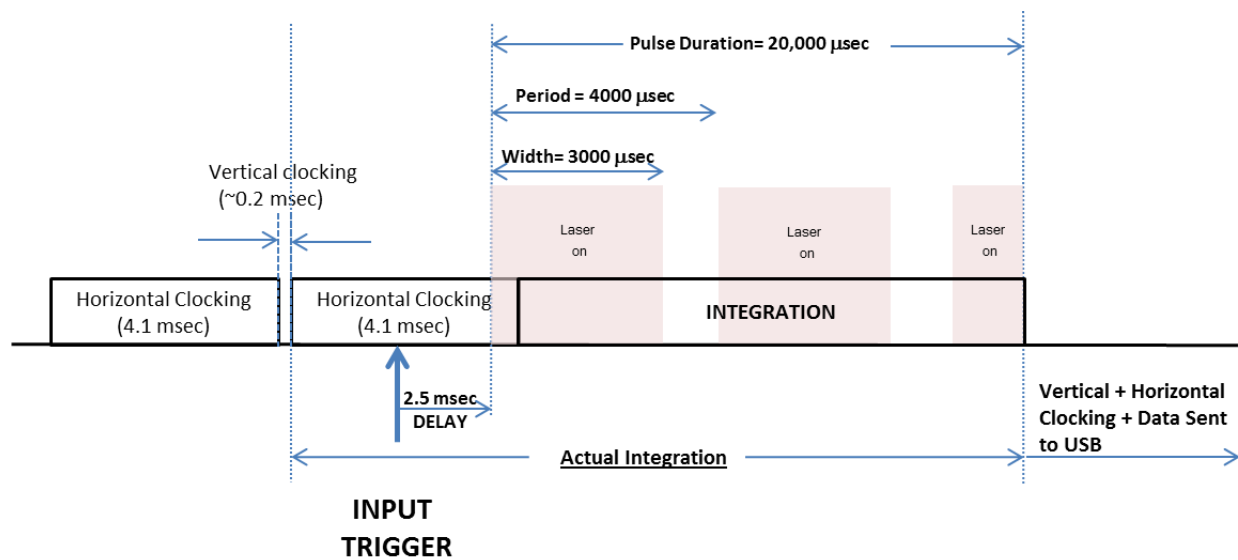 Pulse Duration= 20,000 µsec
Period = 4000 µsec
Width= 3000 µsec
Vertical clocking
(~0.2 msec)
Laser
on
Laser
on
Laser
on
Horizontal Clocking
(4.1 msec)
Horizontal Clocking
(4.1 msec)
INTEGRATION
2.5 msec
DELAY
Vertical + Horizontal
Clocking + Data Sent
to USB
Actual Integration
INPUT
TRIGGER